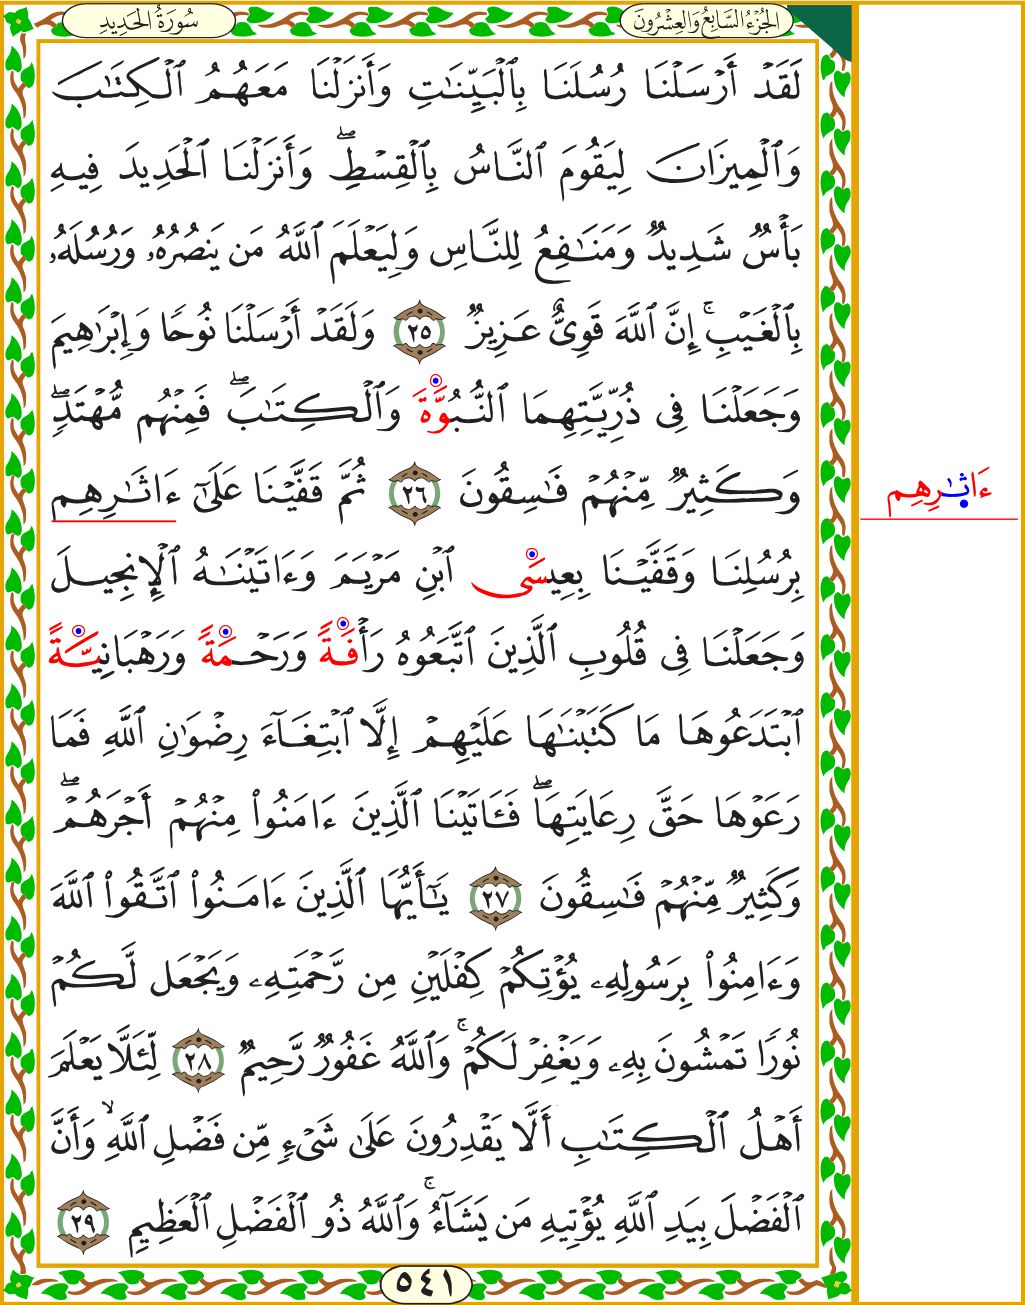 سُورَةُ الحَدِيدِ
الجُزْءُ السَّابِعُ وَالعِشْرُونَ
لَقَدۡ أَرۡسَلۡنَا رُسُلَنَا بِٱلۡبَيِّنَٰتِ وَأَنزَلۡنَا مَعَهُمُ ٱلۡكِتَٰبَ
وَٱلۡمِيزَانَ لِيَقُومَ ٱلنَّاسُ بِٱلۡقِسۡطِۖ وَأَنزَلۡنَا ٱلۡحَدِيدَ فِيهِ
بَأۡسٞ شَدِيدٞ وَمَنَٰفِعُ لِلنَّاسِ وَلِيَعۡلَمَ ٱللَّهُ مَن يَنصُرُهُۥ وَرُسُلَهُۥ
بِٱلۡغَيۡبِۚ إِنَّ ٱللَّهَ قَوِيٌّ عَزِيزٞ ٢٥ وَلَقَدۡ أَرۡسَلۡنَا نُوحٗا وَإِبۡرَٰهِيمَ
وَجَعَلۡنَا فِي ذُرِّيَّتِهِمَا ٱلنُّبُوَّةَ وَٱلۡكِتَٰبَۖ فَمِنۡهُم مُّهۡتَدٖۖ
وَكَثِيرٞ مِّنۡهُمۡ فَٰسِقُونَ ٢٦ ثُمَّ قَفَّيۡنَا عَلَىٰٓ ءَاثَٰرِهِم
ءَاثٰرِهِم
بِرُسُلِنَا وَقَفَّيۡنَا بِعِيسَى ٱبۡنِ مَرۡيَمَ وَءَاتَيۡنَٰهُ ٱلۡإِنجِيلَ
وَجَعَلۡنَا فِي قُلُوبِ ٱلَّذِينَ ٱتَّبَعُوهُ رَأۡفَةٗ وَرَحۡمَةٗ وَرَهۡبَانِيَّةً
ٱبۡتَدَعُوهَا مَا كَتَبۡنَٰهَا عَلَيۡهِمۡ إِلَّا ٱبۡتِغَآءَ رِضۡوَٰنِ ٱللَّهِ فَمَا
رَعَوۡهَا حَقَّ رِعَايَتِهَاۖ فَـَٔاتَيۡنَا ٱلَّذِينَ ءَامَنُواْ مِنۡهُمۡ أَجۡرَهُمۡۖ
وَكَثِيرٞ مِّنۡهُمۡ فَٰسِقُونَ ٢٧ يَٰٓأَيُّهَا ٱلَّذِينَ ءَامَنُواْ ٱتَّقُواْ ٱللَّهَ
وَءَامِنُواْ بِرَسُولِهِۦ يُؤۡتِكُمۡ كِفۡلَيۡنِ مِن رَّحۡمَتِهِۦ وَيَجۡعَل لَّكُمۡ
نُورٗا تَمۡشُونَ بِهِۦ وَيَغۡفِرۡ لَكُمۡۚ وَٱللَّهُ غَفُورٞ رَّحِيمٞ ٢٨ لِّئَلَّا يَعۡلَمَ
أَهۡلُ ٱلۡكِتَٰبِ أَلَّا يَقۡدِرُونَ عَلَىٰ شَيۡءٖ مِّن فَضۡلِ ٱللَّهِۙ وَأَنَّ
ٱلۡفَضۡلَ بِيَدِ ٱللَّهِ يُؤۡتِيهِ مَن يَشَآءُۚ وَٱللَّهُ ذُو ٱلۡفَضۡلِ ٱلۡعَظِيمِ ٢٩
٥٤١